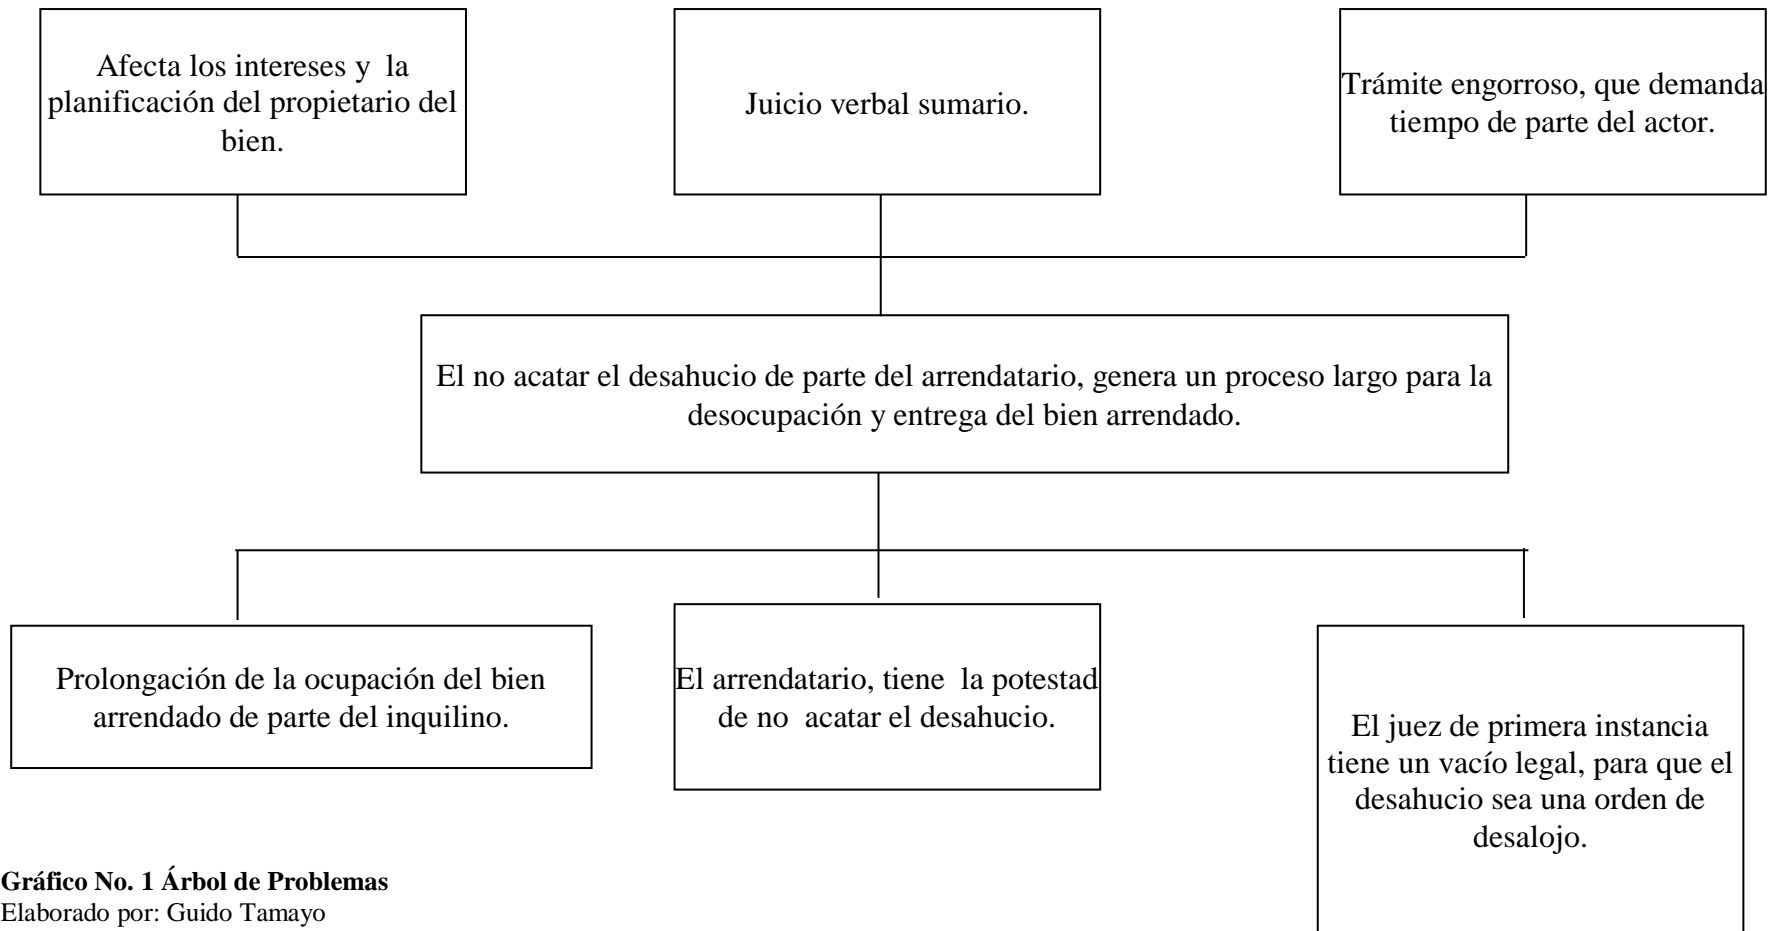 Afecta los intereses y  la
planificación del propietario del
bien.
Juicio verbal sumario.
Trámite engorroso, que demanda
tiempo de parte del actor.
El no acatar el desahucio de parte del arrendatario, genera un proceso largo para la
desocupación y entrega del bien arrendado.
Prolongación de la ocupación del bien
arrendado de parte del inquilino.
El arrendatario, tiene  la potestad
de no  acatar el desahucio.
El juez de primera instancia
tiene un vacío legal, para que el
desahucio sea una orden de
desalojo.
Gráfico No. 1 Árbol de Problemas
Elaborado por: Guido Tamayo